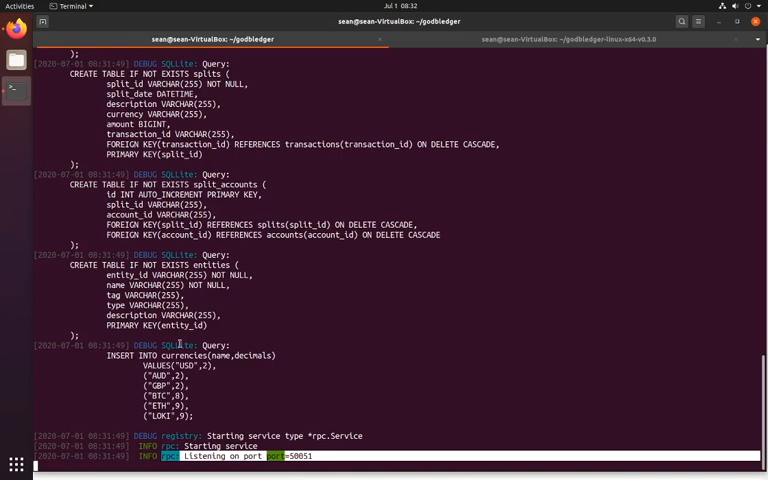 Activities
Terminal
Jul 1 08:32
sean@sean-VirtualBox: ~/godbledger
sean@sean-VirtualBox: ~/godbledger
sean@sean-VirtualBox: ~/godbledger-linux-x64-v0.3.0
);
[2020-07-01 08:31:49] DEBUG SQLLite: Query:
CREATE TABLE IF NOT EXISTS splits (
split_id VARCHAR(255) NOT NULL,
split_date DATETIME,
description VARCHAR(255),
currency VARCHAR(255),
amount BIGINT,
transaction_id VARCHAR(255),
FOREIGN KEY(transaction_id) REFERENCES transactions(transaction_id) ON DELETE CASCADE,
PRIMARY KEY(split_id)
);
[2020-07-01 08:31:49] DEBUG SQLLite: Query:
CREATE TABLE IF NOT EXISTS split_accounts (
id INT AUTO_INCREMENT PRIMARY KEY,
split_id VARCHAR(255),
account_id VARCHAR(255),
FOREIGN KEY(split_id) REFERENCES splits(split_id) ON DELETE CASCADE,
FOREIGN KEY(account_id) REFERENCES accounts(account_id) ON DELETE CASCADE
);
[2020-07-01 08:31:49] DEBUG SQLLite: Query:
CREATE TABLE IF NOT EXISTS entities (
entity_id VARCHAR(255) NOT NULL,
name VARCHAR(255) NOT NULL,
tag VARCHAR(255),
type VARCHAR(255),
description VARCHAR(255),
PRIMARY KEY(entity_id)
);
[2020-07-01 08:31:49] DEBUG SQLLite: Query:
INSERT INTO currencies(name,decimals)
VALUES("USD",2),
("AUD",2),
("GBP",2),
("BTC",8),
("ETH",9),
("LOKI",9);
[2020-07-01 08:31:49] DEBUG registry: Starting service type *rpc.Service
[2020-07-01 08:31:49] INFO rpc: Starting service
[2020-07-01 08:31:49] INFO rpc: Listening on port port=50051